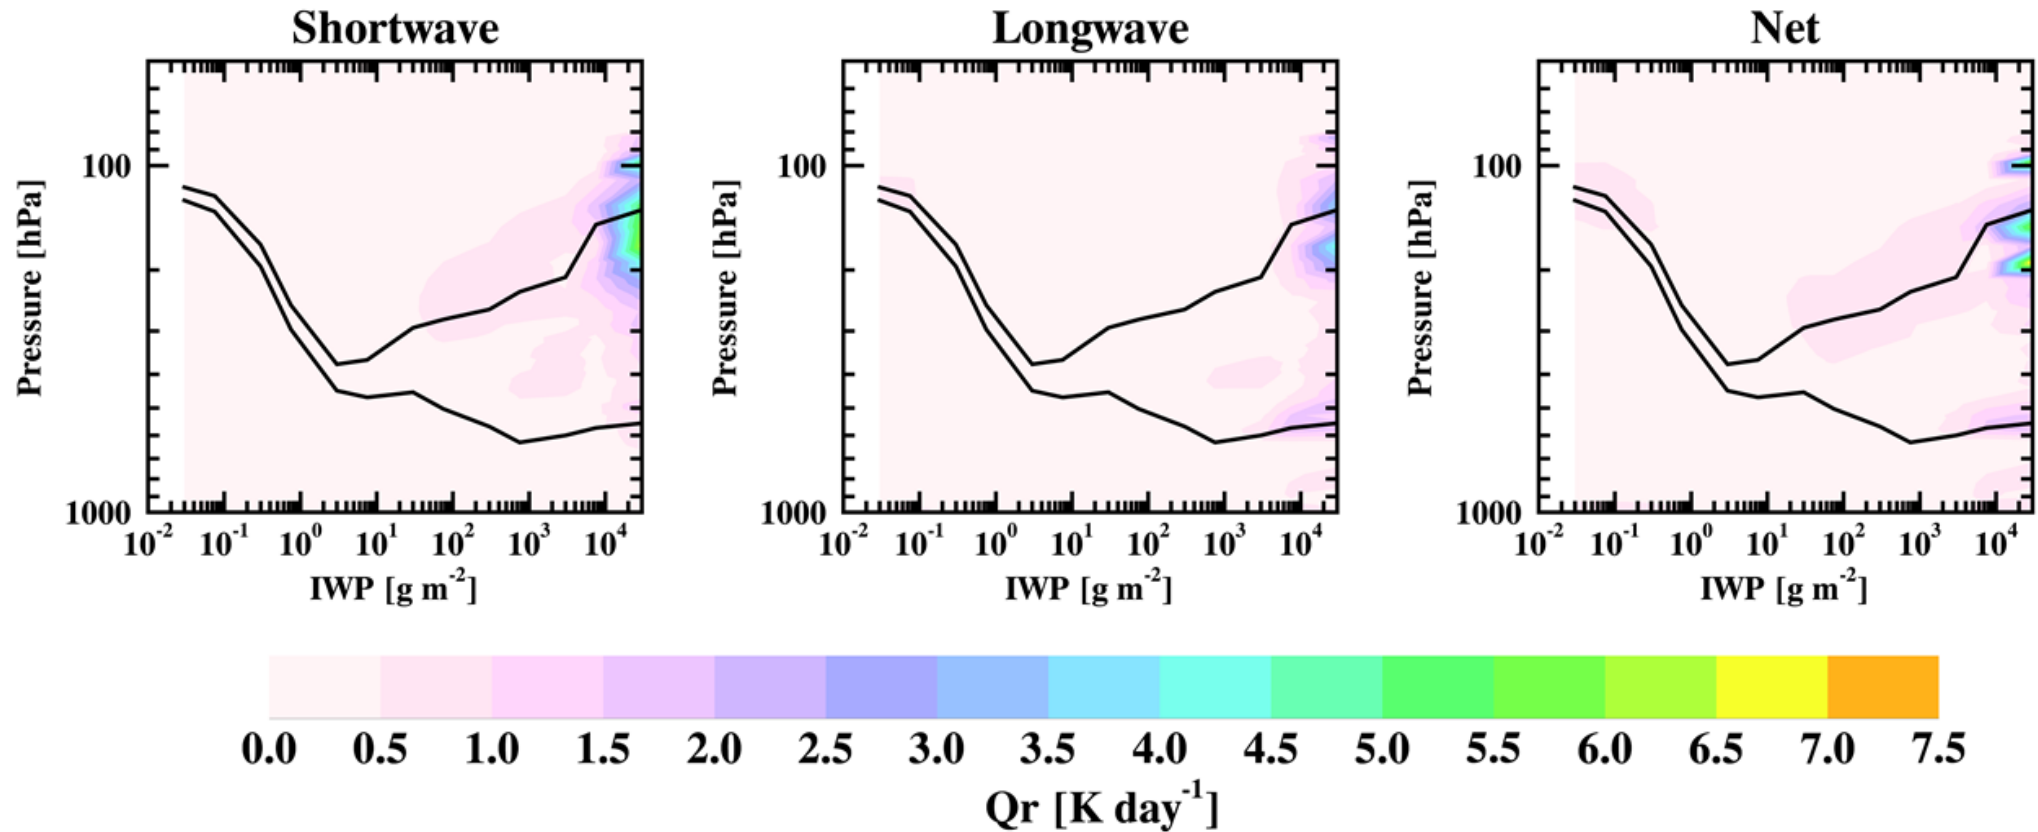 Shortwave Longwave Net
Pressure [hPa] Pressure [hPa] Pressure [hPa]
100 100 100
1000 1000 1000
10⁻² 10⁻¹ 10⁰ 10¹ 10² 10³ 10⁴ 10⁻² 10⁻¹ 10⁰ 10¹ 10² 10³ 10⁴ 10⁻² 10⁻¹ 10⁰ 10¹ 10² 10³ 10⁴
IWP [g m⁻²] IWP [g m⁻²] IWP [g m⁻²]
0.0 0.5 1.0 1.5 2.0 2.5 3.0 3.5 4.0 4.5 5.0 5.5 6.0 6.5 7.0 7.5
Qr [K day⁻¹]